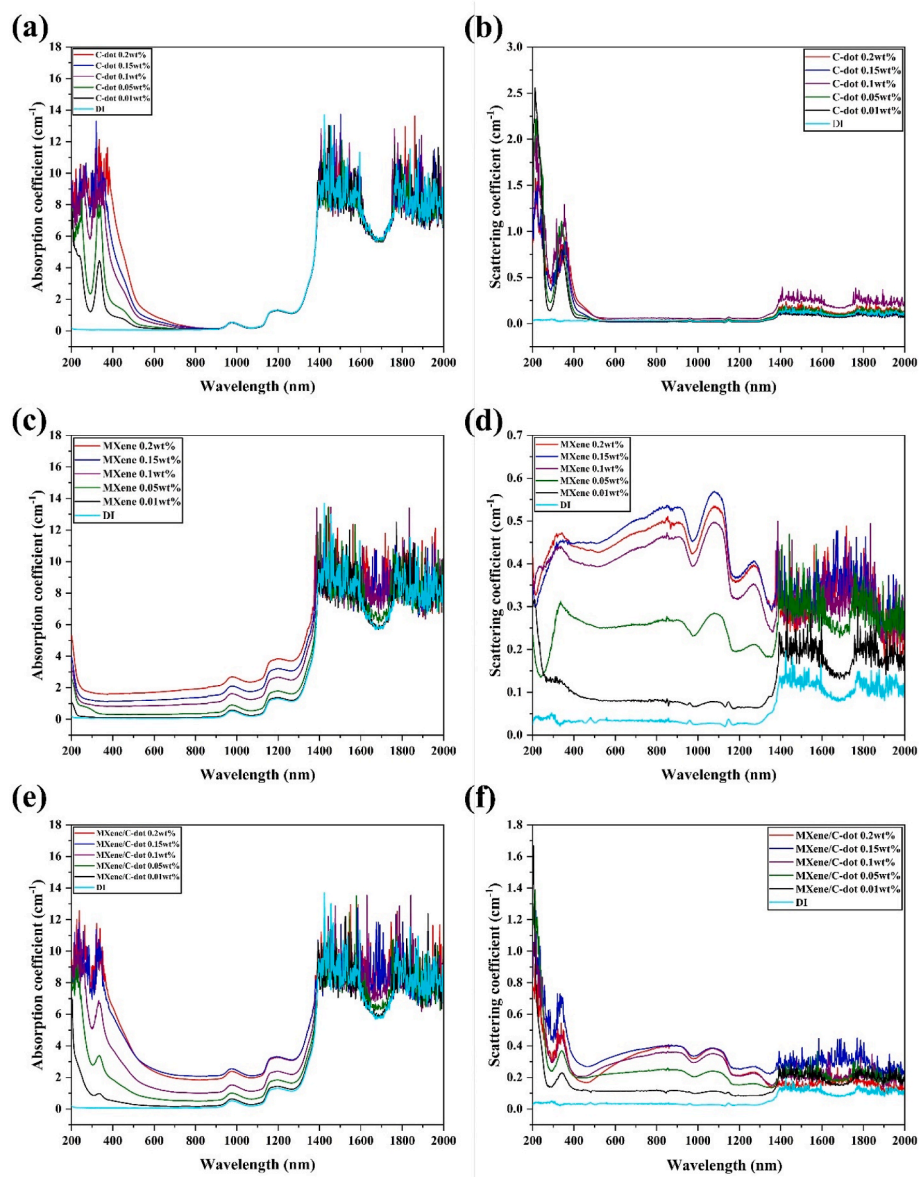 (a)
C-dot 0.2wt%
C-dot 0.15wt%
C-dot 0.1wt%
C-dot 0.05wt%
C-dot 0.01wt%
DI
Absorption coefficient (cm⁻¹)
18
16
14
12
10
8
6
4
2
0
200 400 600 800 1000 1200 1400 1600 1800 2000
Wavelength (nm)
(b)
C-dot 0.2wt%
C-dot 0.15wt%
C-dot 0.1wt%
C-dot 0.05wt%
C-dot 0.01wt%
DI
Scattering coefficient (cm⁻¹)
3.0
2.5
2.0
1.5
1.0
0.5
0.0
200 400 600 800 1000 1200 1400 1600 1800 2000
Wavelength (nm)
(c)
MXene 0.2wt%
MXene 0.15wt%
MXene 0.1wt%
MXene 0.05wt%
MXene 0.01wt%
DI
Absorption coefficient (cm⁻¹)
18
16
14
12
10
8
6
4
2
0
200 400 600 800 1000 1200 1400 1600 1800 2000
Wavelength (nm)
(d)
MXene 0.2wt%
MXene 0.15wt%
MXene 0.1wt%
MXene 0.05wt%
MXene 0.01wt%
DI
Scattering coefficient (cm⁻¹)
0.7
0.6
0.5
0.4
0.3
0.2
0.1
0.0
200 400 600 800 1000 1200 1400 1600 1800 2000
Wavelength (nm)
(e)
MXene/C-dot 0.2wt%
MXene/C-dot 0.15wt%
MXene/C-dot 0.1wt%
MXene/C-dot 0.05wt%
MXene/C-dot 0.01wt%
DI
Absorption coefficient (cm⁻¹)
18
16
14
12
10
8
6
4
2
0
200 400 600 800 1000 1200 1400 1600 1800 2000
Wavelength (nm)
(f)
MXene/C-dot 0.2wt%
MXene/C-dot 0.15wt%
MXene/C-dot 0.1wt%
MXene/C-dot 0.05wt%
MXene/C-dot 0.01wt%
DI
Scattering coefficient (cm⁻¹)
1.8
1.6
1.4
1.2
1.0
0.8
0.6
0.4
0.2
0.0
200 400 600 800 1000 1200 1400 1600 1800 2000
Wavelength (nm)